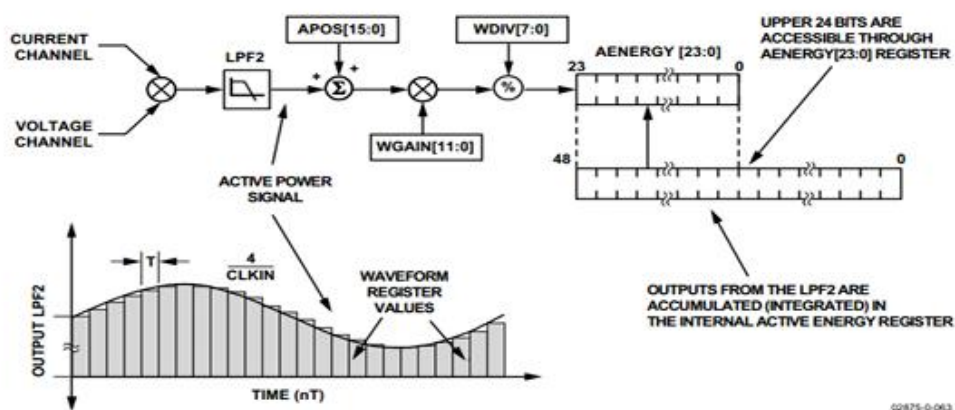 CURRENT
CHANNEL
VOLTAGE
CHANNEL
LPF2
APOS[15:0]
+
+
Σ
WGAIN[11:0]
WDIV[7:0]
%
AENERGY [23:0]
23
0
48
0
UPPER 24 BITS ARE
ACCESSIBLE THROUGH
AENERGY[23:0]
REGISTER
ACTIVE POWER
SIGNAL
OUTPUTS FROM THE LPF2 ARE
ACCUMULATED (INTEGRATED) IN
THE INTERNAL ACTIVE ENERGY REGISTER
OUTPUT LPF2
T
4
CLKIN
WAVEFORM
REGISTER
VALUES
TIME (nT)
02875-0-063